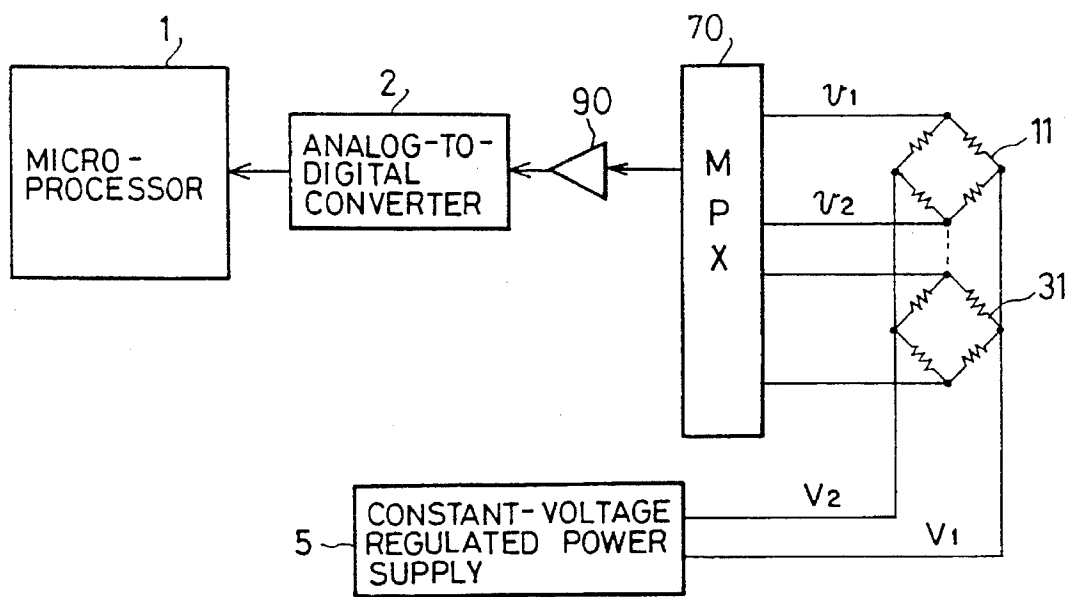 1
MICRO-
PROCESSOR
2
ANALOG-TO-
DIGITAL
CONVERTER
90
70
M
P
X
v1
v2
11
31
5
CONSTANT-VOLTAGE
REGULATED POWER
SUPPLY
V2
V1